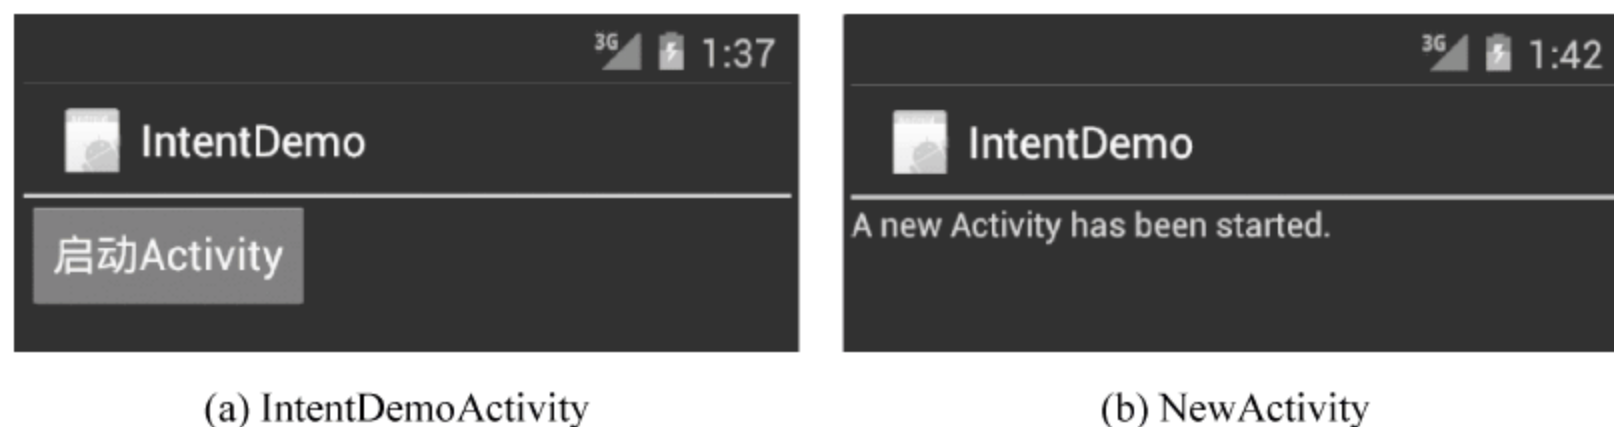 3G 1:37
IntentDemo
启动Activity
(a) IntentDemoActivity
3G 1:42
IntentDemo
A new Activity has been started.
(b) NewActivity